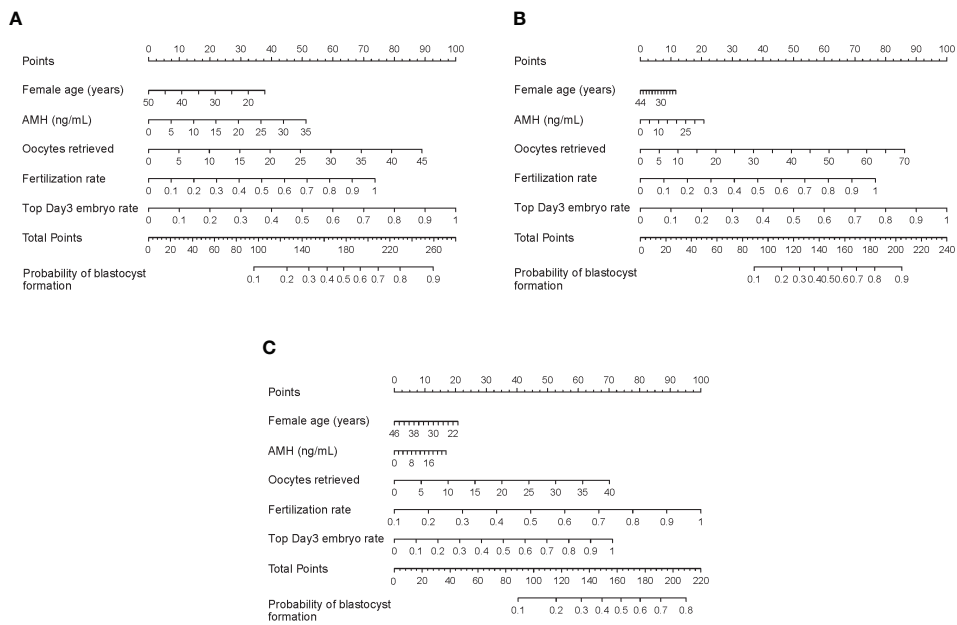 A
0 10 20 30 40 50 60 70 80 90 100
Points
Female age (years)
50 40 30 20
AMH (ng/mL)
0 5 10 15 20 25 30 35
Oocytes retrieved
0 5 10 15 20 25 30 35 40 45
Fertilization rate
0 0.1 0.2 0.3 0.4 0.5 0.6 0.7 0.8 0.9 1
Top Day3 embryo rate
0 0.1 0.2 0.3 0.4 0.5 0.6 0.7 0.8 0.9 1
Total Points
0 20 40 60 80 100 140 180 220 260
Probability of blastocyst
formation
0.1 0.2 0.3 0.4 0.5 0.6 0.7 0.8 0.9
B
0 10 20 30 40 50 60 70 80 90 100
Points
Female age (years)
44 30
AMH (ng/mL)
0 10 25
Oocytes retrieved
0 5 10 20 30 40 50 60 70
Fertilization rate
0 0.1 0.2 0.3 0.4 0.5 0.6 0.7 0.8 0.9 1
Top Day3 embryo rate
0 0.1 0.2 0.3 0.4 0.5 0.6 0.7 0.8 0.9 1
Total Points
0 20 40 60 80 100 120 140 160 180 200 220 240
Probability of blastocyst
formation
0.1 0.2 0.3 0.4 0.5 0.6 0.7 0.8 0.9
C
0 10 20 30 40 50 60 70 80 90 100
Points
Female age (years)
46 38 30 22
AMH (ng/mL)
0 8 16
Oocytes retrieved
0 5 10 15 20 25 30 35 40
Fertilization rate
0.1 0.2 0.3 0.4 0.5 0.6 0.7 0.8 0.9 1
Top Day3 embryo rate
0 0.1 0.2 0.3 0.4 0.5 0.6 0.7 0.8 0.9 1
Total Points
0 20 40 60 80 100 120 140 160 180 200 220
Probability of blastocyst
formation
0.1 0.2 0.3 0.4 0.5 0.6 0.7 0.8